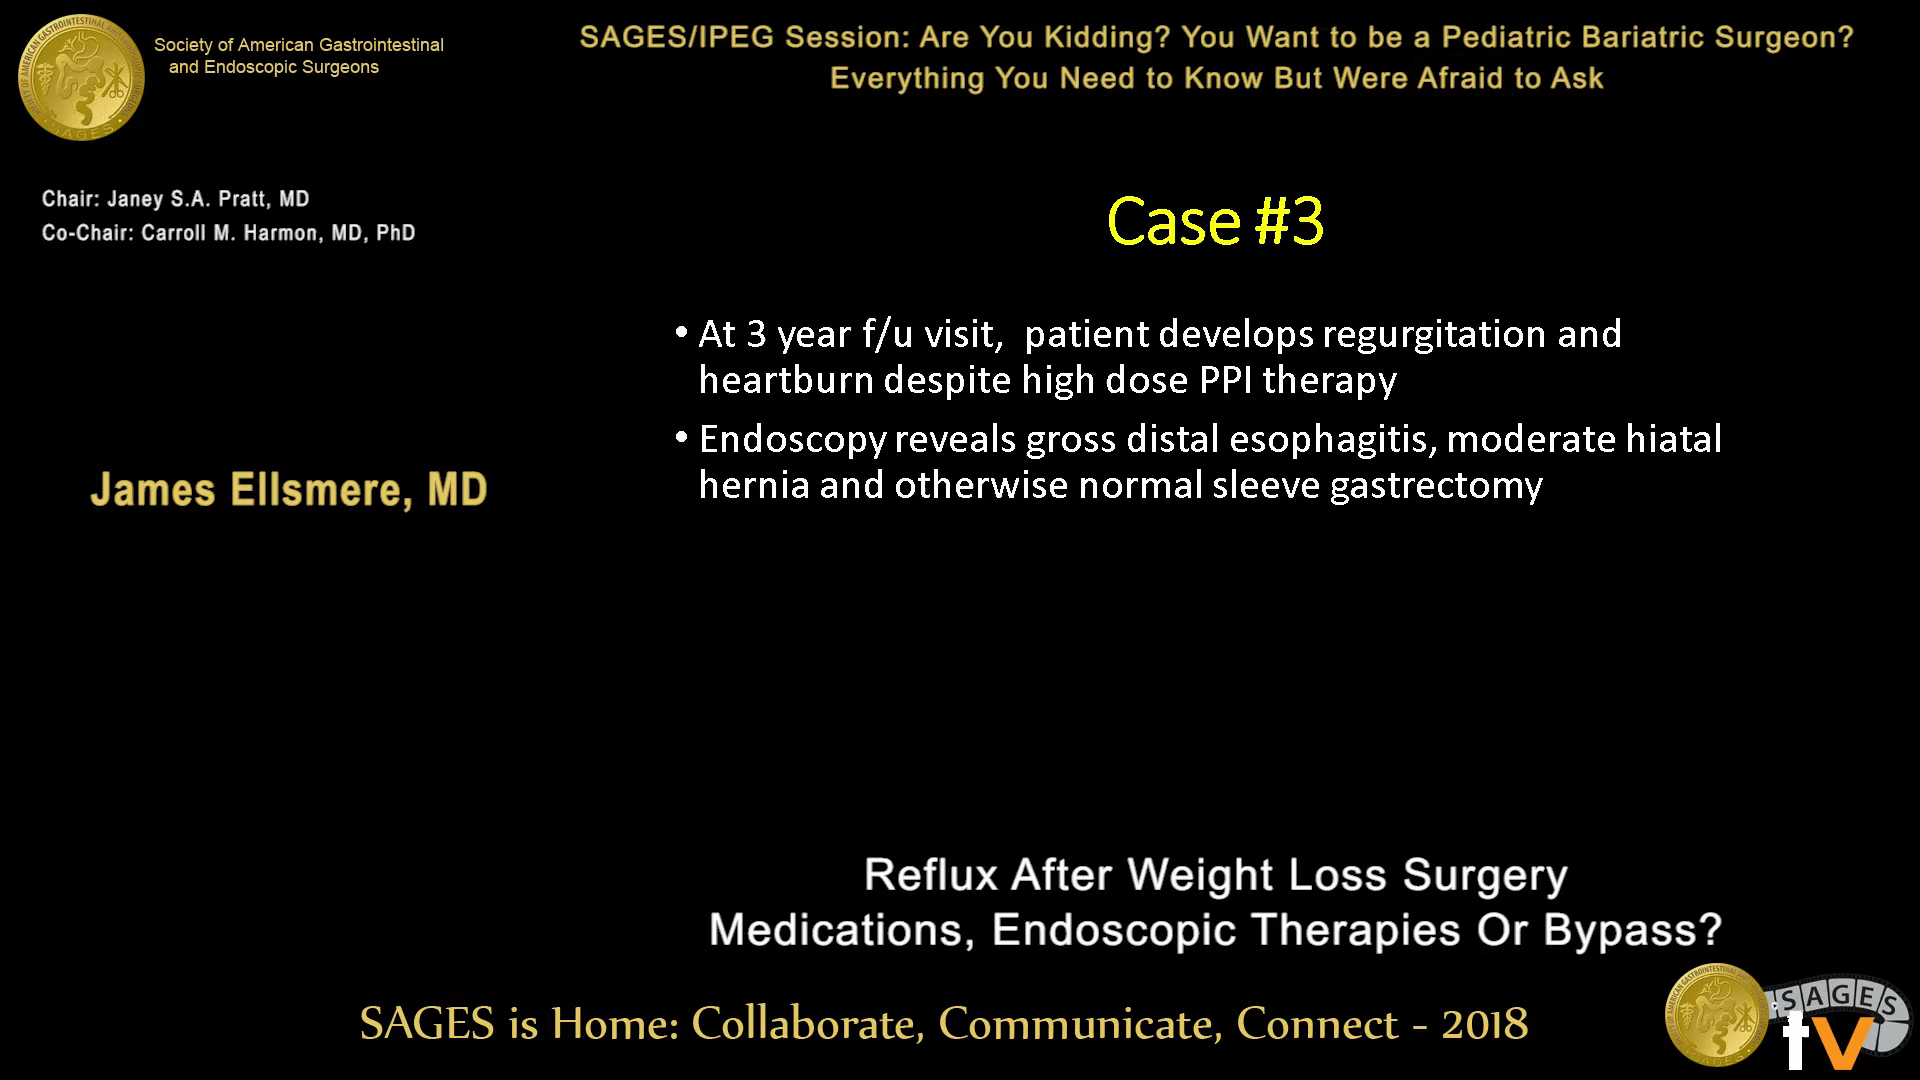 Society of American Gastrointestinal
and Endoscopic Surgeons
SAGES/IPEG Session: Are You Kidding? You Want to be a Pediatric Bariatric Surgeon?
Everything You Need to Know But Were Afraid to Ask
Chair: Janey S.A. Pratt, MD
Co-Chair: Carroll M. Harmon, MD, PhD
James Ellsmere, MD
Case #3
• At 3 year f/u visit,  patient develops regurgitation and
heartburn despite high dose PPI therapy
• Endoscopy reveals gross distal esophagitis, moderate hiatal
hernia and otherwise normal sleeve gastrectomy
Reflux After Weight Loss Surgery
Medications, Endoscopic Therapies Or Bypass?
SAGES is Home: Collaborate, Communicate, Connect - 2018
SAGES
tv